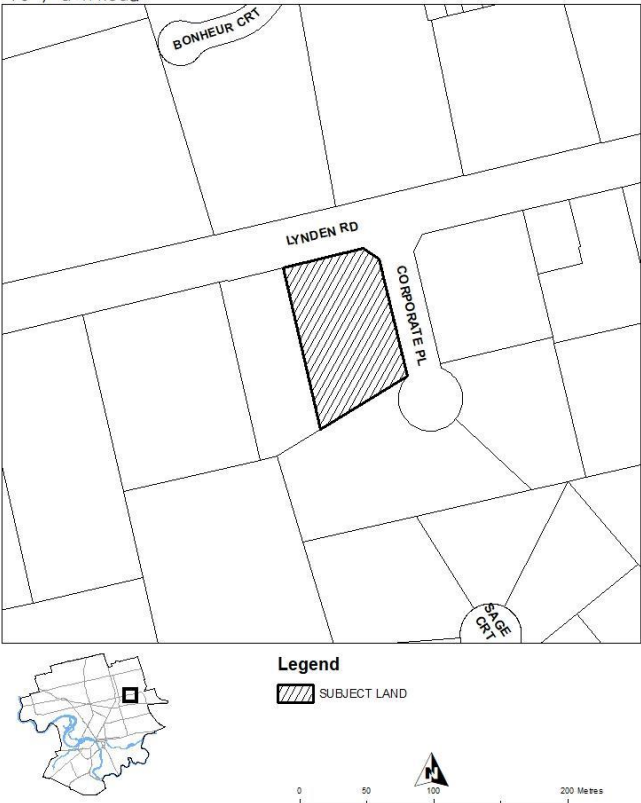 BONHEUR CRT
LYNDEN RD
CORPORATE PL
SAGE
CRT
Legend
SUBJECT LAND
N
0 50 100 200 Metres